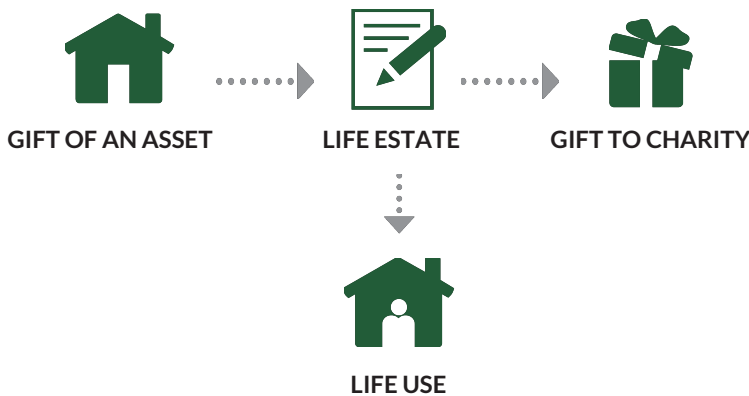 GIFT OF AN ASSET
LIFE ESTATE
GIFT TO CHARITY
LIFE USE